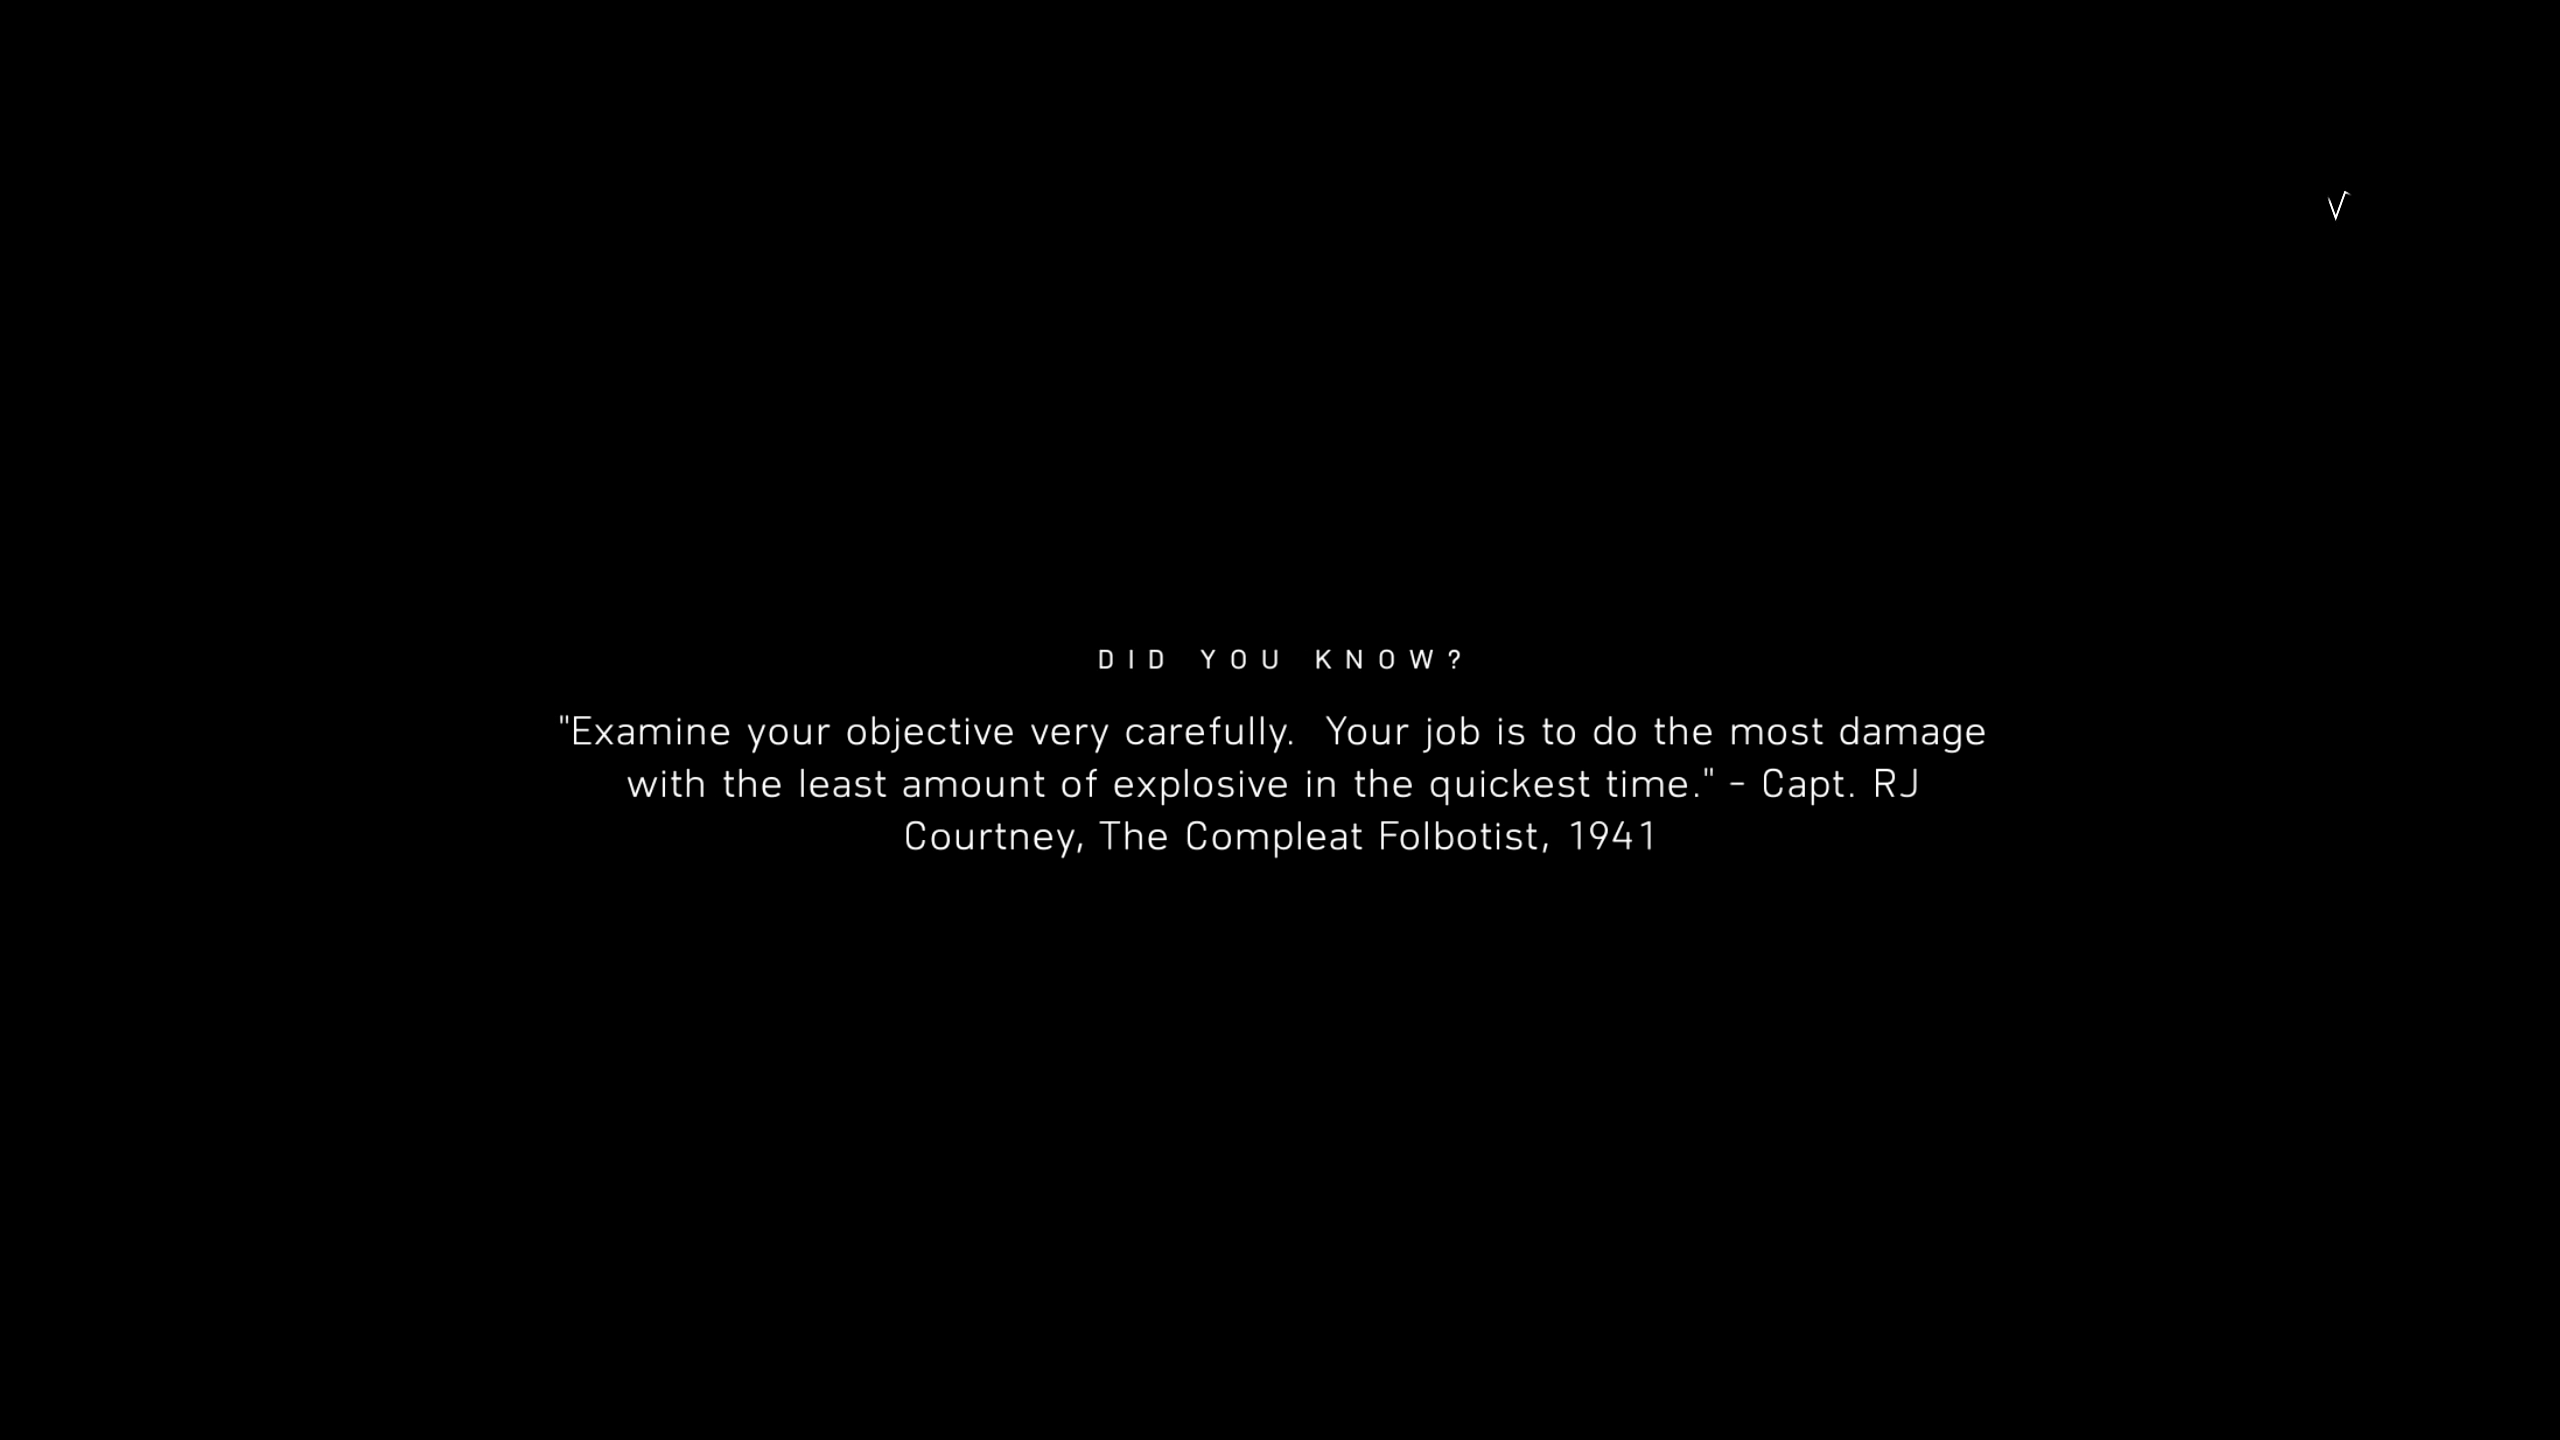 DID YOU KNOW?
"Examine your objective very carefully.  Your job is to do the most damage
with the least amount of explosive in the quickest time." - Capt. RJ
Courtney, The Compleat Folbotist, 1941